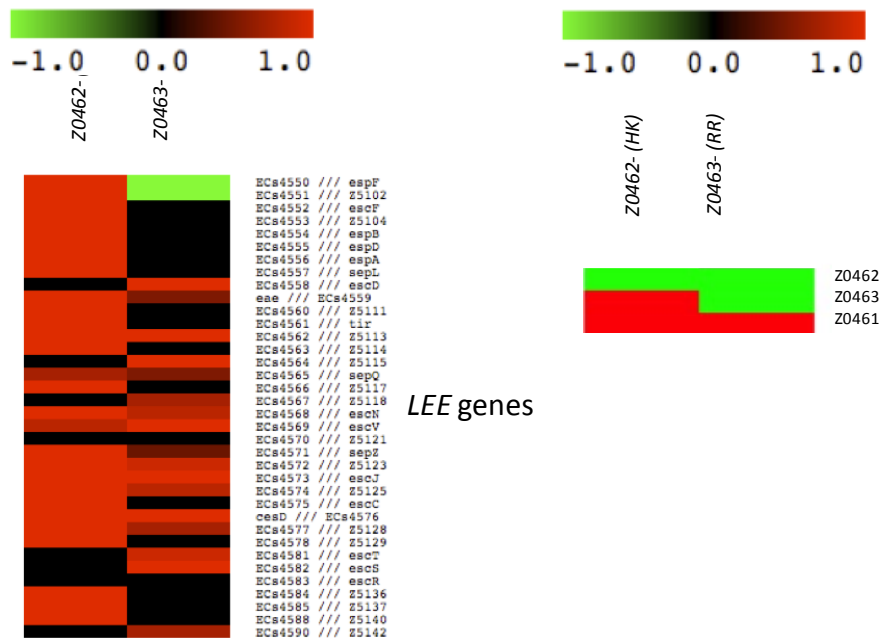 -1.0 0.0 1.0
Z0462-
Z0463-
ECs4550 /// espF
ECs4551 /// Z5102
ECs4552 /// escF
ECs4553 /// Z5104
ECs4554 /// espB
ECs4555 /// espD
ECs4556 /// espA
ECs4557 /// sepL
ECs4558 /// escD
eae /// ECs4559
ECs4560 /// Z5111
ECs4561 /// tir
ECs4562 /// Z5113
ECs4563 /// Z5114
ECs4564 /// Z5115
ECs4565 /// sepQ
ECs4566 /// Z5117
ECs4567 /// Z5118
ECs4568 /// escN
ECs4569 /// escV
ECs4570 /// Z5121
ECs4571 /// sepZ
ECs4572 /// Z5123
ECs4573 /// escJ
ECs4574 /// Z5125
ECs4575 /// escC
cesD /// ECs4576
ECs4577 /// Z5128
ECs4578 /// Z5129
ECs4581 /// escT
ECs4582 /// escS
ECs4583 /// escR
ECs4584 /// Z5136
ECs4585 /// Z5137
ECs4588 /// Z5140
ECs4590 /// Z5142
LEE genes
-1.0 0.0 1.0
Z0462- (HK)
Z0463- (RR)
Z0462
Z0463
Z0461